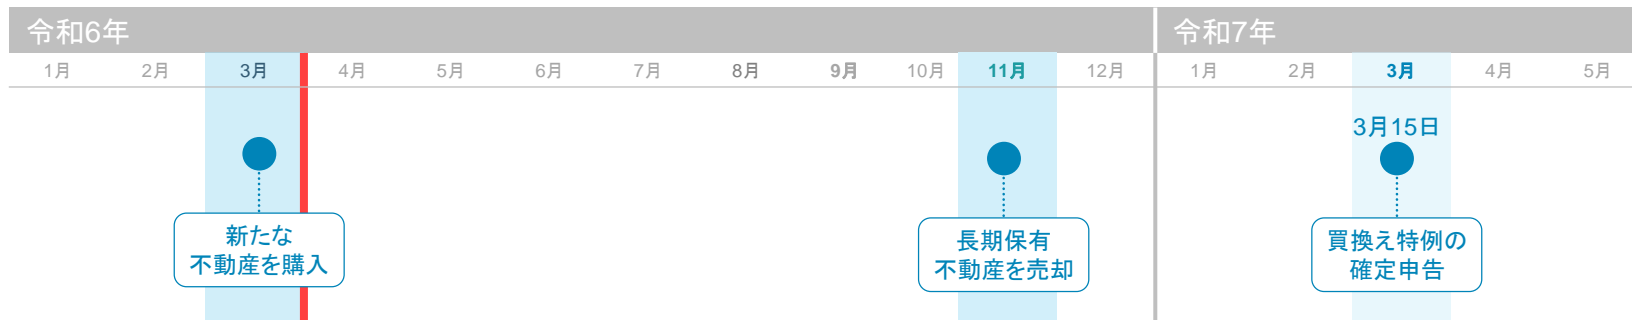 令和6年
令和7年
1月 2月 3月 4月 5月 6月 7月 8月 9月 10月 11月 12月 1月 2月 3月 4月 5月
3月15日
新たな
不動産を購入
長期保有
不動産を売却
買換え特例の
確定申告